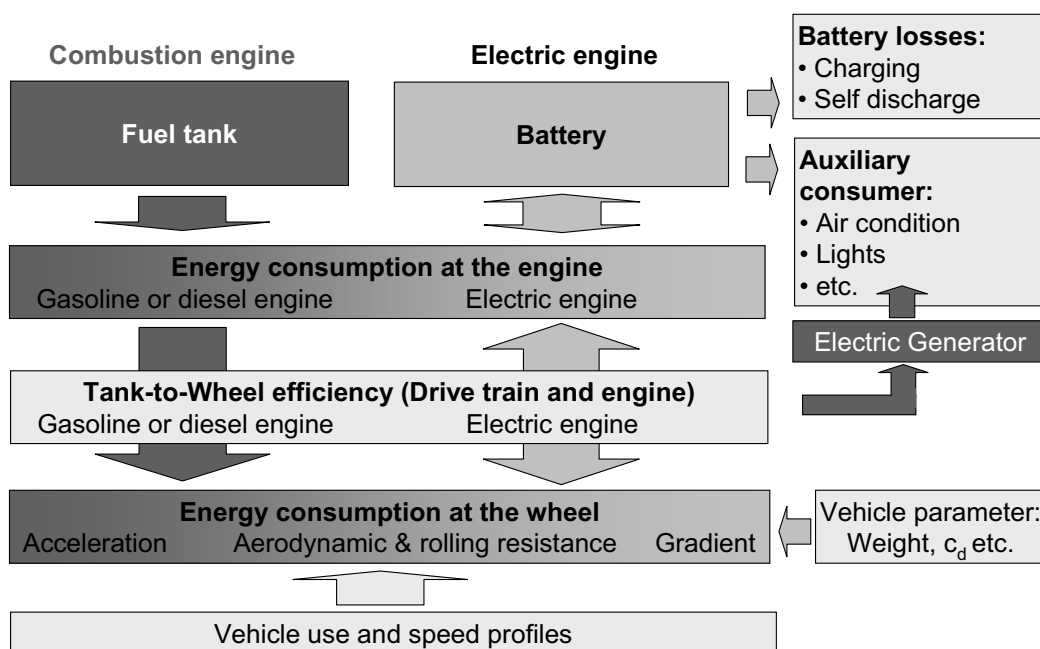 Combustion engine
Electric engine
Fuel tank
Battery
Battery losses:
• Charging
• Self discharge
Auxiliary
consumer:
• Air condition
• Lights
• etc.
Electric Generator
Energy consumption at the engine
Gasoline or diesel engine Electric engine
Tank-to-Wheel efficiency (Drive train and engine)
Gasoline or diesel engine Electric engine
Energy consumption at the wheel
Acceleration Aerodynamic & rolling resistance Gradient
Vehicle parameter:
Weight, cd etc.
Vehicle use and speed profiles